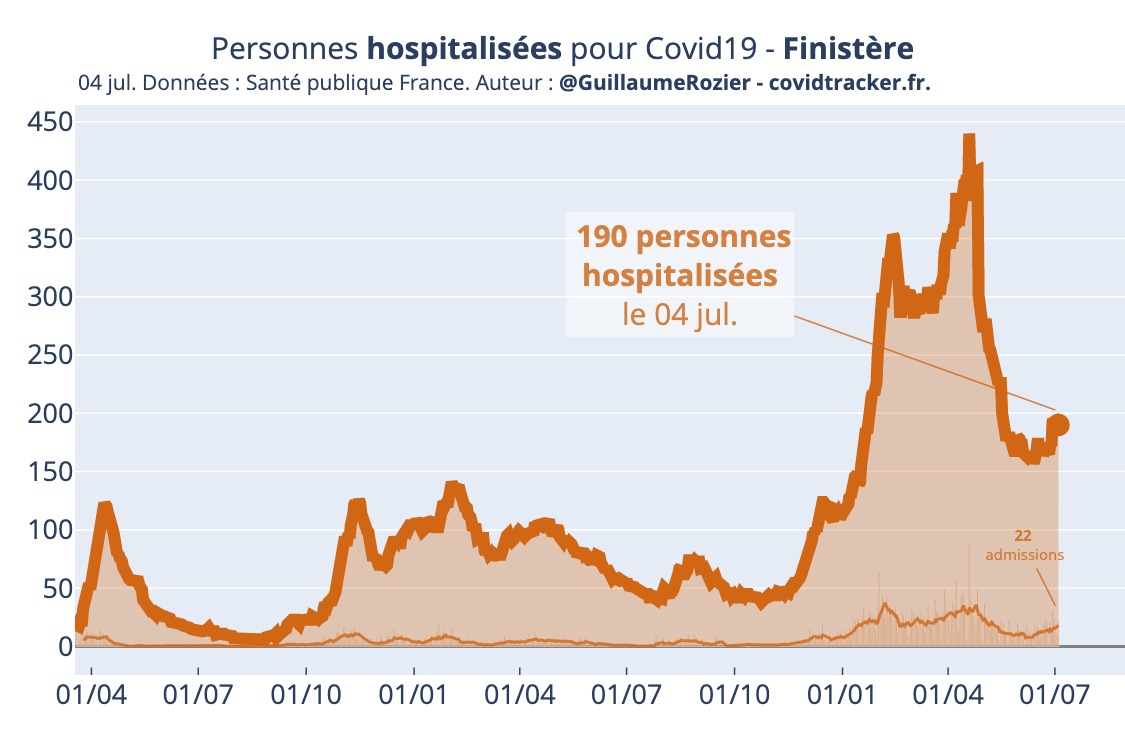 Personnes hospitalisées pour Covid19 - Finistère
04 jul. Données : Santé publique France. Auteur : @GuillaumeRozier - covidtracker.fr.
450
400
350
300
250
200
150
100
50
0
190 personnes
hospitalisées
le 04 jul.
22
admissions
01/04 01/07 01/10 01/01 01/04 01/07 01/10 01/01 01/04 01/07